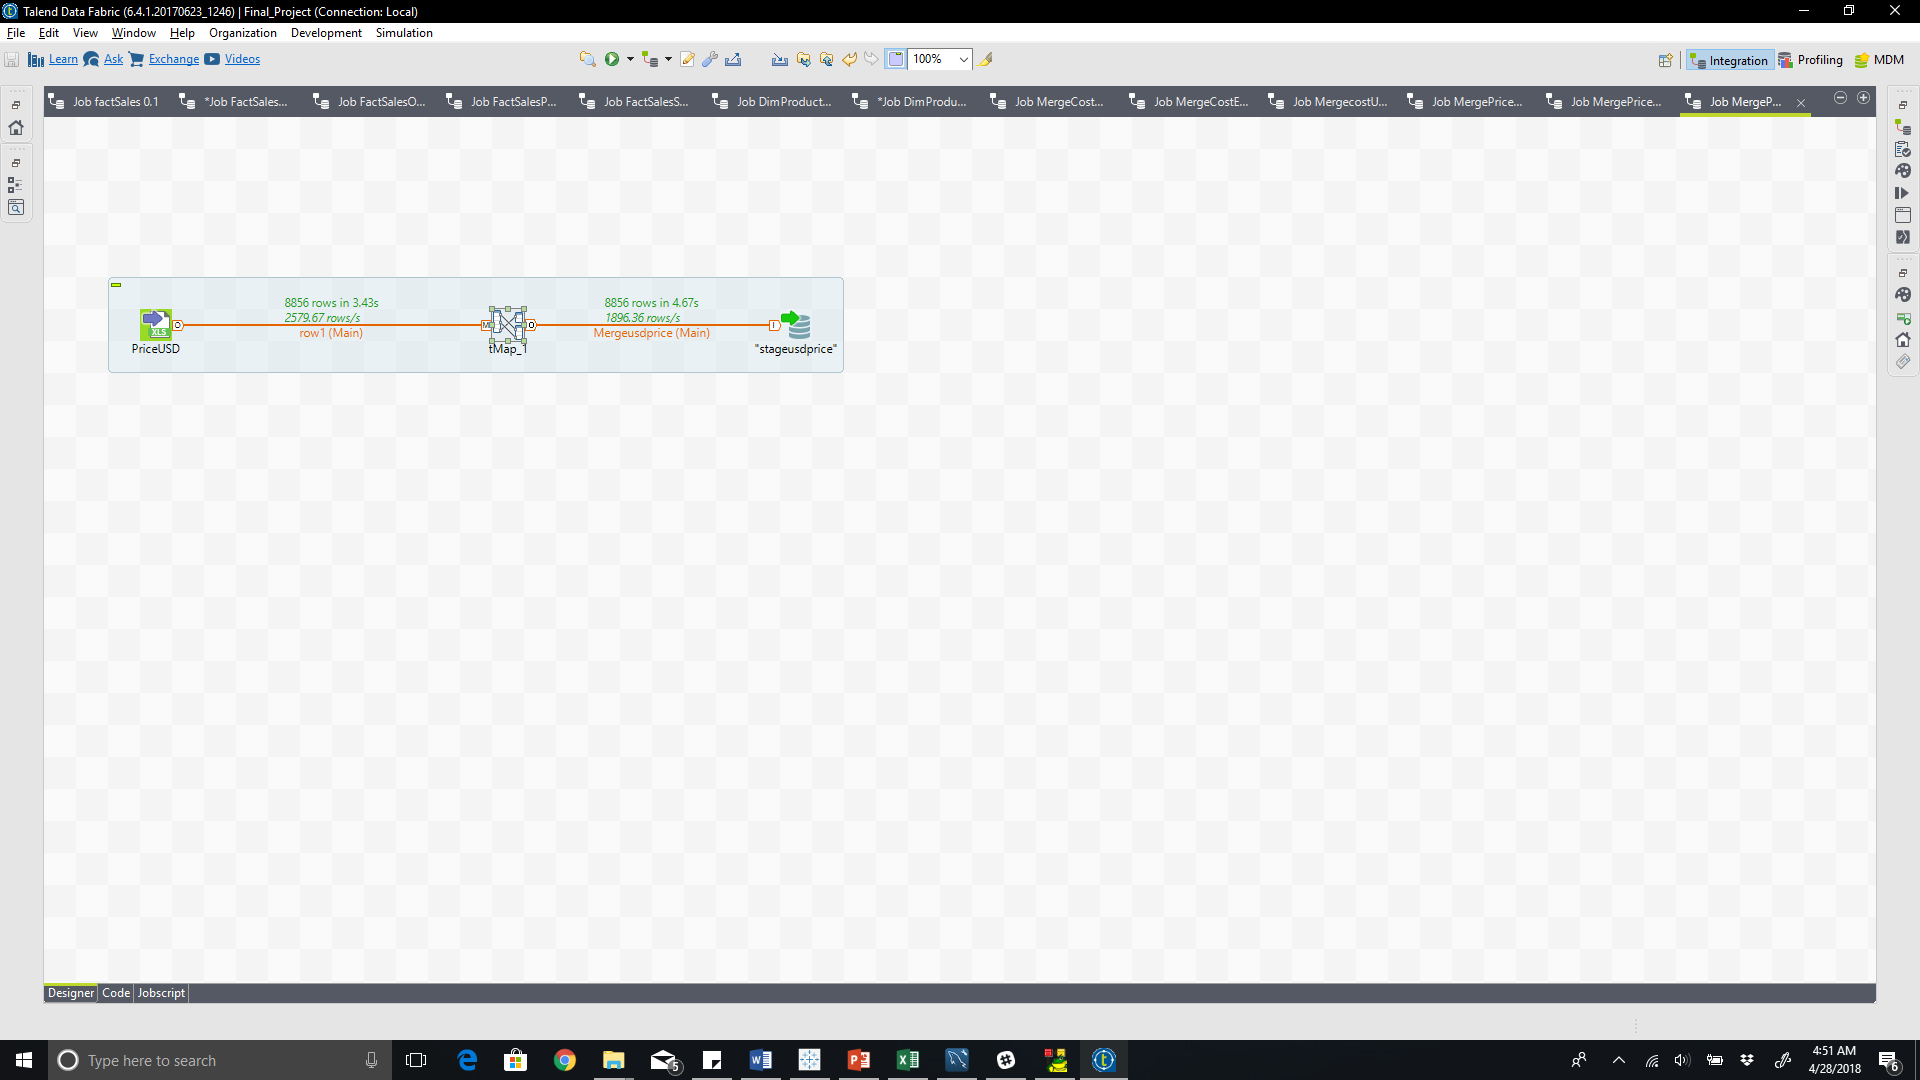 Talend Data Fabric (6.4.1.20170623_1246) | Final_Project (Connection: Local)
File Edit View Window Help Organization Development Simulation
Learn Ask Exchange Videos 100% Integration Profiling MDM
Job factSales 0.1 *Job FactSales... Job FactSalesO... Job FactSalesP... Job FactSalesS... Job DimProduct... *Job DimProdu... Job MergeCost... Job MergeCostE... Job MergecostU... Job MergePrice... Job MergePrice... Job MergeP...
8856 rows in 3.43s 8856 rows in 4.67s
2579.67 rows/s 1896.36 rows/s
row1 (Main) Mergeusdprice (Main)
XLS O M O I
PriceUSD tMap_1 "stageusdprice"
Designer Code Jobscript
Type here to search
4:51 AM
4/28/2018
5
6